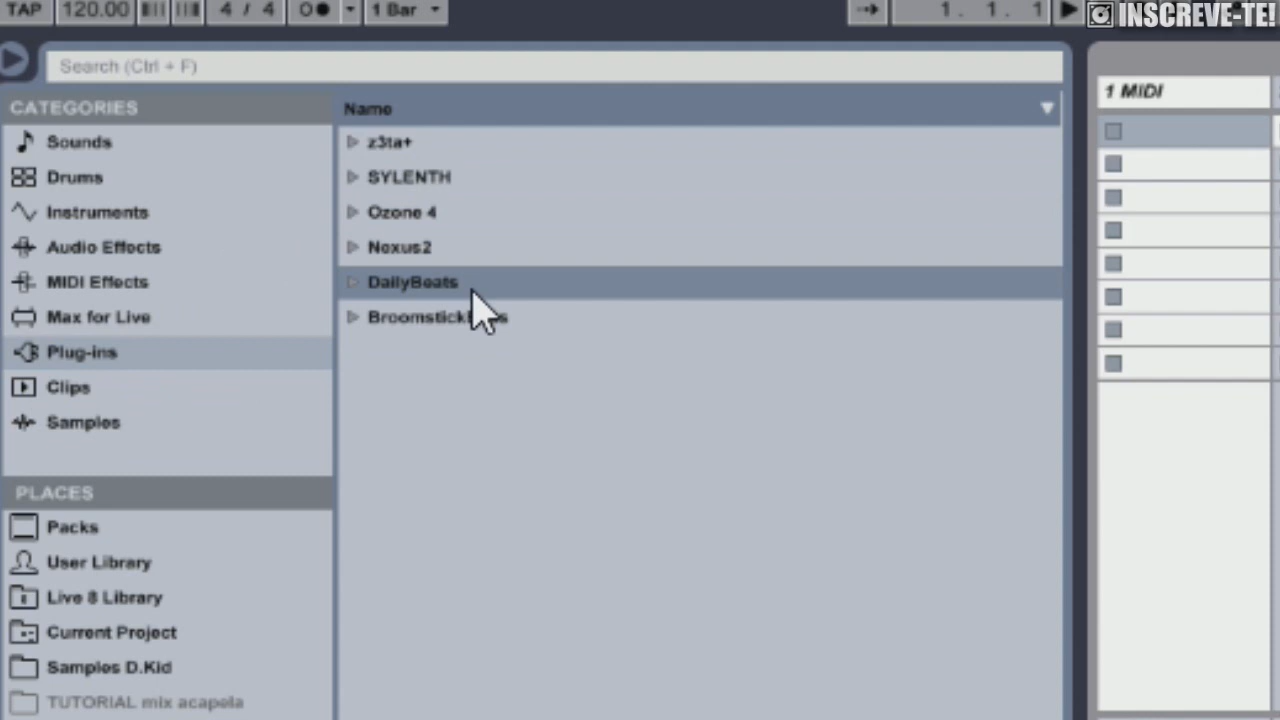 TAP 120.00 4 / 4 1 Bar 1. 1. 1 INSCREVE-TE!
Search (Ctrl + F)
CATEGORIES
Sounds
Drums
Instruments
Audio Effects
MIDI Effects
Max for Live
Plug-ins
Clips
Samples
PLACES
Packs
User Library
Live 8 Library
Current Project
Samples D.Kid
TUTORIAL mix acapela
Name
z3ta+
SYLENTH
Ozone 4
Nexus2
DailyBeats
1 MIDI